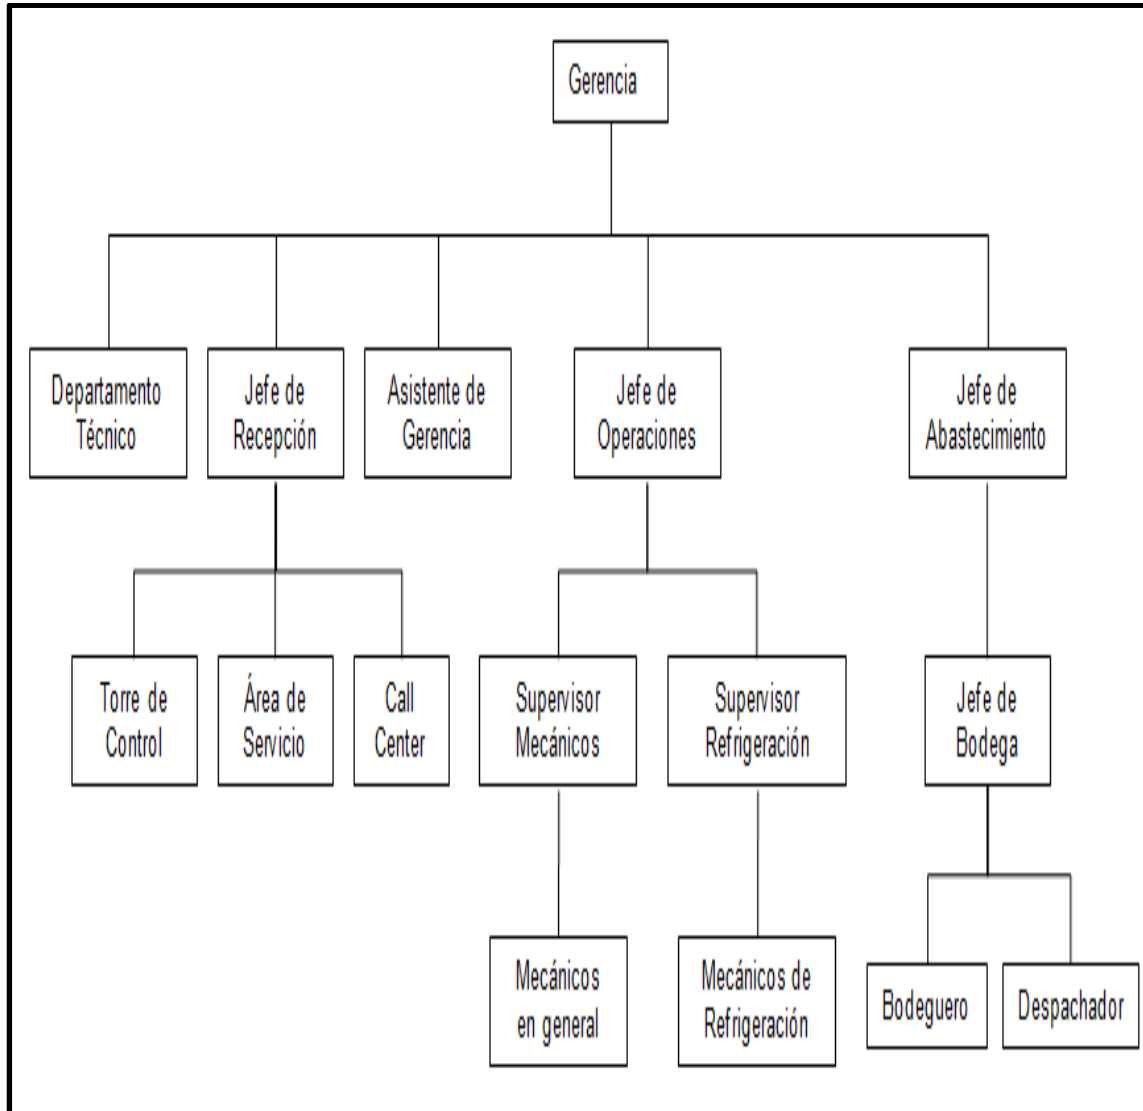 Gerencia
Departamento
Técnico
Jefe de
Recepción
Asistente de
Gerencia
Jefe de
Operaciones
Jefe de
Abastecimiento
Torre de
Control
Área de
Servicio
Call
Center
Supervisor
Mecánicos
Supervisor
Refrigeración
Jefe de
Bodega
Mecánicos
en general
Mecánicos de
Refrigeración
Bodeguero
Despachador